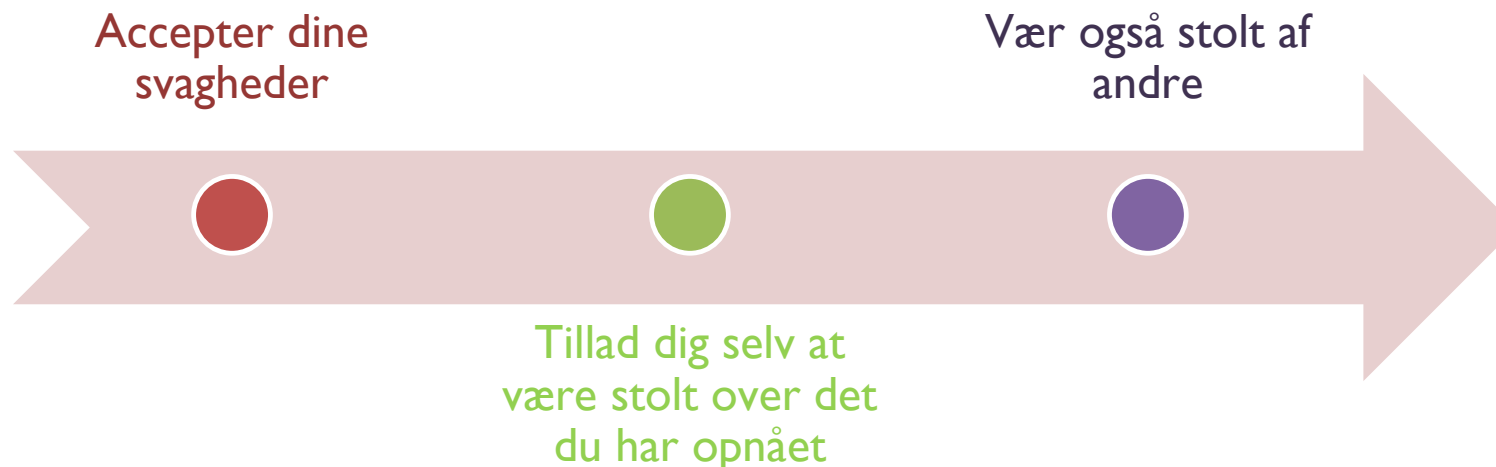 Accepter dine
svagheder
Tillad dig selv at
være stolt over det
du har opnået
Vær også stolt af
andre